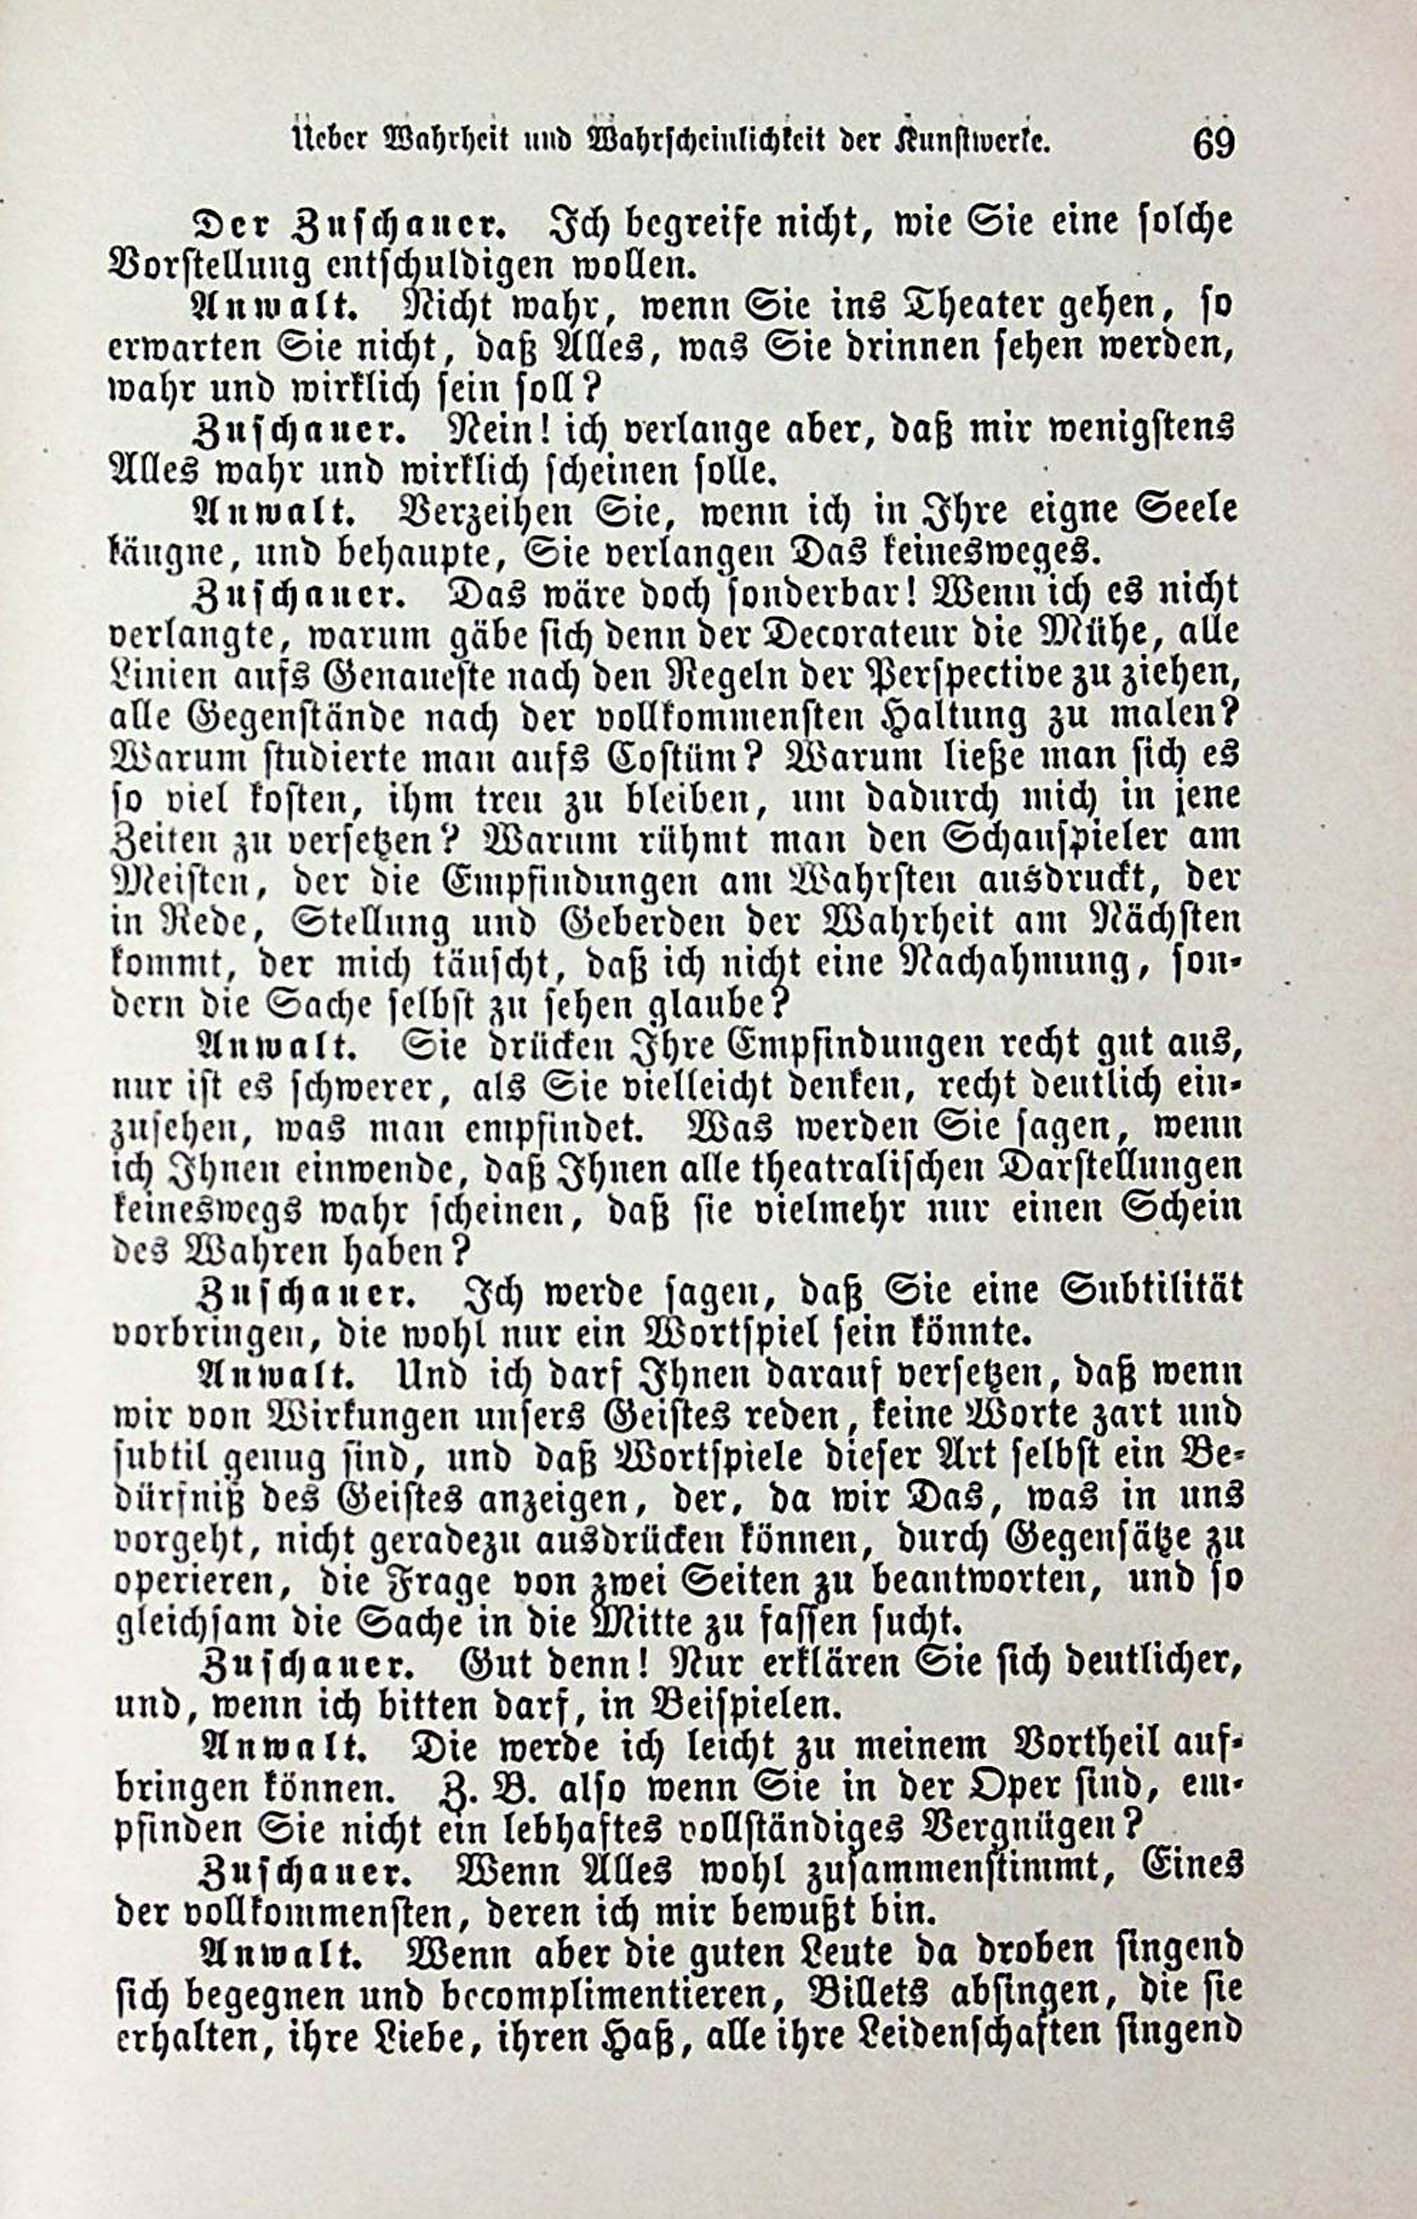 Ueber Wahrheit und Wahrscheinlichkeit der Kunstwerke. 69
Der Zuschauer. Ich begreife nicht, wie Sie eine solche
Vorstellung entschuldigen wollen.
Anwalt. Nicht wahr, wenn Sie ins Theater gehen, so
erwarten Sie nicht, daß Alles, was Sie drinnen sehen werden,
wahr und wirklich sein soll?
Zuschauer. Nein! ich verlange aber, daß mir wenigstens
Alles wahr und wirklich scheinen solle.
Anwalt. Verzeihen Sie, wenn ich in Ihre eigne Seele
läugne, und behaupte, Sie verlangen Das keinesweges.
Zuschauer. Das wäre doch sonderbar! Wenn ich es nicht
verlangte, warum gäbe sich denn der Decorateur die Mühe, alle
Linien aufs Genaueste nach den Regeln der Perspective zu ziehen,
alle Gegenstände nach der vollkommensten Haltung zu malen?
Warum studierte man aufs Costüm? Warum ließe man sich es
so viel kosten, ihm treu zu bleiben, um dadurch mich in jene
Zeiten zu versetzen? Warum rühmt man den Schauspieler am
Meisten, der die Empfindungen am Wahrsten ausdruckt, der
in Rede, Stellung und Geberden der Wahrheit am Nächsten
kommt, der mich täuscht, daß ich nicht eine Nachahmung, son-
dern die Sache selbst zu sehen glaube?
Anwalt. Sie drücken Ihre Empfindungen recht gut aus,
nur ist es schwerer, als Sie vielleicht denken, recht deutlich ein-
zusehen, was man empfindet. Was werden Sie sagen, wenn
ich Ihnen einwende, daß Ihnen alle theatralischen Darstellungen
keineswegs wahr scheinen, daß sie vielmehr nur einen Schein
des Wahren haben?
Zuschauer. Ich werde sagen, daß Sie eine Subtilität
vorbringen, die wohl nur ein Wortspiel sein könnte.
Anwalt. Und ich darf Ihnen darauf versetzen, daß wenn
wir von Wirkungen unsers Geistes reden, keine Worte zart und
subtil genug sind, und daß Wortspiele dieser Art selbst ein Be-
dürfniß des Geistes anzeigen, der, da wir Das, was in uns
vorgeht, nicht geradezu ausdrücken können, durch Gegensätze zu
operieren, die Frage von zwei Seiten zu beantworten, und so
gleichsam die Sache in die Mitte zu fassen sucht.
Zuschauer. Gut denn! Nur erklären Sie sich deutlicher,
und, wenn ich bitten darf, in Beispielen.
Anwalt. Die werde ich leicht zu meinem Vortheil auf-
bringen können. Z. B. also wenn Sie in der Oper sind, em-
pfinden Sie nicht ein lebhaftes vollständiges Vergnügen?
Zuschauer. Wenn Alles wohl zusammenstimmt, Eines
der vollkommensten, deren ich mir bewußt bin.
Anwalt. Wenn aber die guten Leute da droben singend
sich begegnen und becomplimentieren, Billets absingen, die sie
erhalten, ihre Liebe, ihren Haß, alle ihre Leidenschaften singend